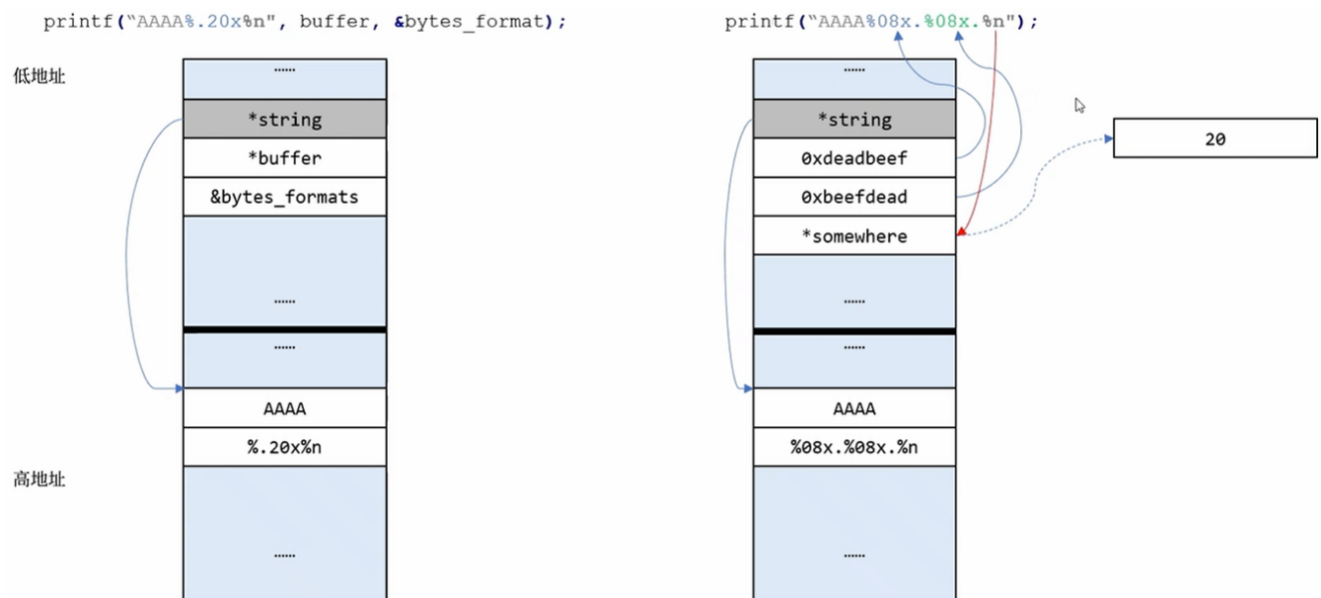 printf("AAAA%.20x%n", buffer, &bytes_format);
低地址
……
*string
*buffer
&bytes_formats
……
……
AAAA
%.20x%n
高地址
……
printf("AAAA%08x.%08x.%n");
……
*string
0xdeadbeef
0xbeefdead
*somewhere
……
……
AAAA
%08x.%08x.%n
……
20